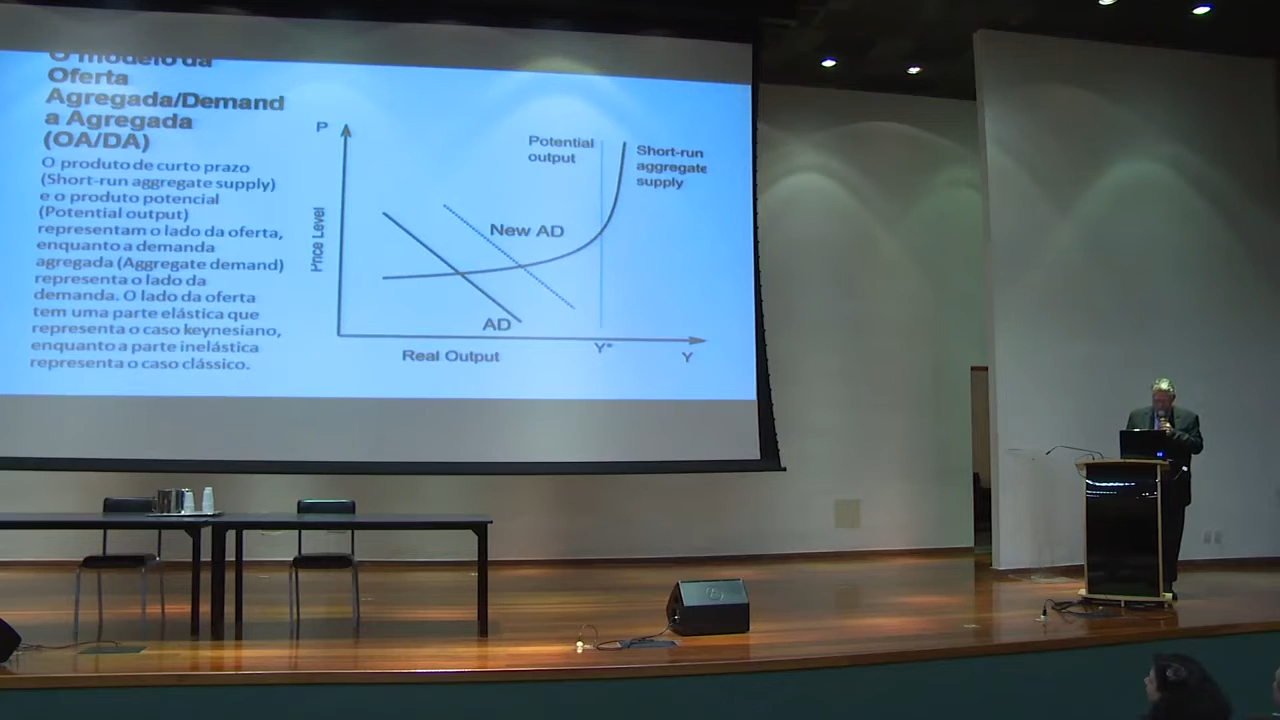 O modelo da
Oferta
Agregada/Demand
a Agregada
(OA/DA)
O produto de curto prazo
(Short-run aggregate supply)
e o produto potencial
(Potential output)
representam o lado da oferta,
enquanto a demanda
agregada (Aggregate demand)
representa o lado da
demanda. O lado da oferta
tem uma parte elástica que
representa o caso keynesiano,
enquanto a parte inelástica
representa o caso clássico.
P
Price Level
Potential
output
Short-run
aggregate
supply
New AD
AD
Real Output
Y*
Y